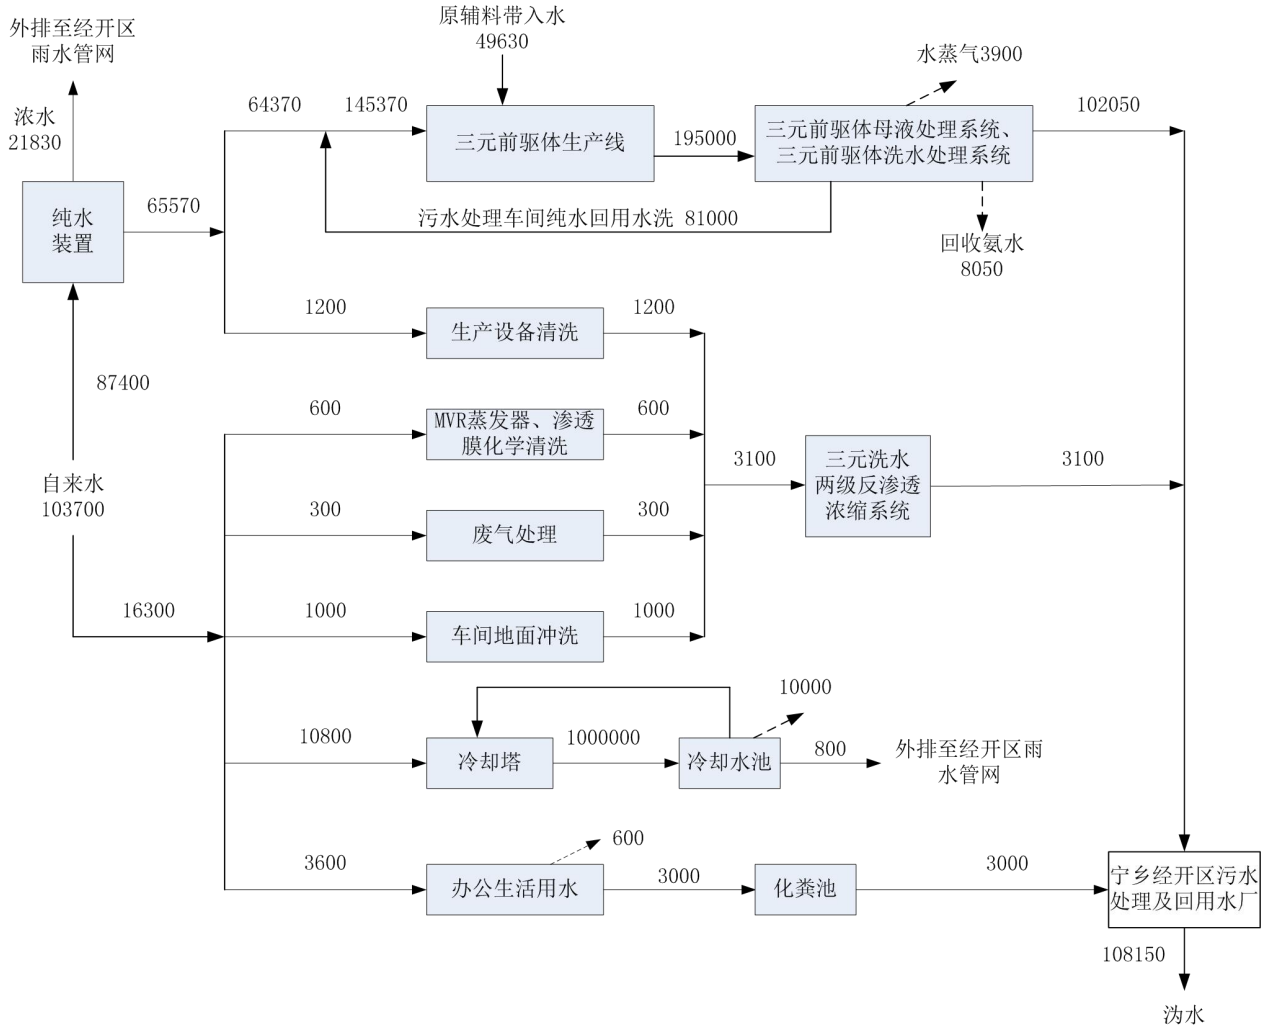 原辅料带入水
49630
外排至经开区
雨水管网
水蒸气3900
浓水
21830
64370
145370
102050
三元前驱体生产线
195000
三元前驱体母液处理系统、
三元前驱体洗水处理系统
纯水
装置
65570
污水处理车间纯水回用水洗 81000
回收氨水
8050
1200
生产设备清洗
1200
87400
600
MVR蒸发器、渗透
膜化学清洗
600
3100
三元洗水
两级反渗透
浓缩系统
3100
自来水
103700
300
废气处理
300
16300
1000
车间地面冲洗
1000
10000
10800
冷却塔
1000000
冷却水池
800
外排至经开区雨
水管网
600
3600
办公生活用水
3000
化粪池
3000
宁乡经开区污水
处理及回用水厂
108150
沩水